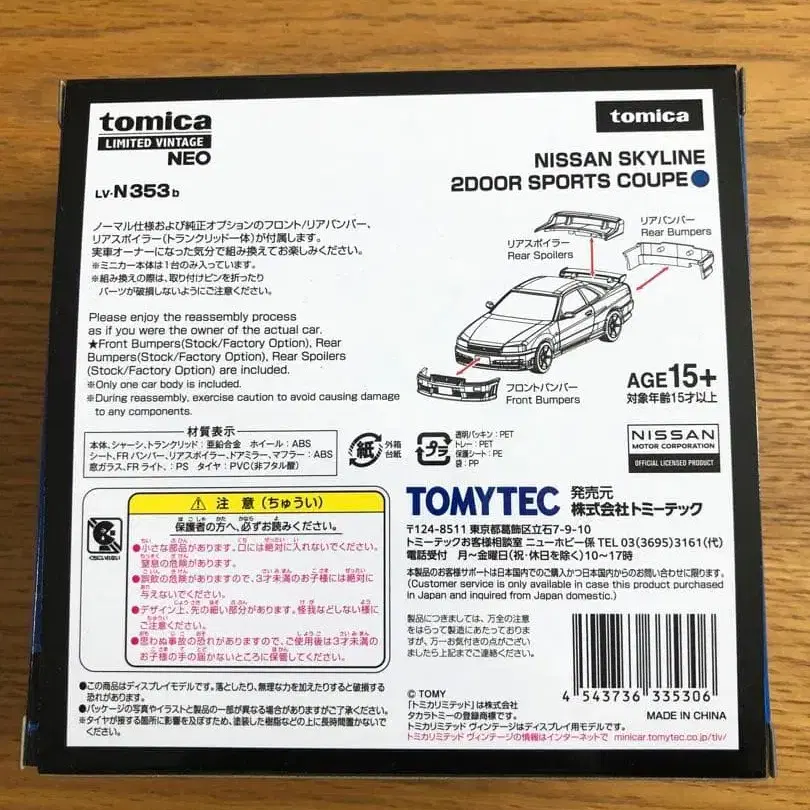 tomica
LIMITED VINTAGE
NEO
LV-N353b
tomica
NISSAN SKYLINE
2DOOR SPORTS COUPE
ノーマル仕様および純正オプションのフロント/リアバンパー、
リアスポイラー(トランクリッド一体)が付属します。
実車オーナーになった気分で組み換えてお楽しみください。
※ミニカー本体は1台のみ入っています。
※組み換えの際は、取り付けピンを折ったり
パーツが破損しないようにご注意ください。
Please enjoy the reassembly process
as if you were the owner of the actual car.
★Front Bumpers(Stock/Factory Option), Rear
Bumpers(Stock/Factory Option), Rear Spoilers
(Stock/Factory Option) are included.
※Only one car body is included.
※During reassembly, exercise caution to avoid causing damage
to any components.
リアスポイラー
Rear Spoilers
リアバンパー
Rear Bumpers
フロントバンパー
Front Bumpers
AGE15+
対象年齢15才以上
材質表示
本体、シャーシ、トランクリッド：亜鉛合金 ホイール：ABS
シート、FRバンパー、リアスポイラー、ドアミラー、マフラー：ABS
窓ガラス、FRライト、：PS タイヤ：PVC(非フタル酸)
紙
外箱
台紙
プラ
透明パッキン：PET
トレー：PET
保護シート：PE
袋：PP
NISSAN
MOTOR CORPORATION
OFFICIAL LICENSED PRODUCT
注意(ちゅうい)
保護者の方へ、必ずお読みください。
●小さな部品があります。口には絶対に入れないでください。
窒息の危険があります。
●誤飲の危険がありますので、3才未満のお子様には絶対に
与えないでください。
●デザイン上、先の細い部分があります。怪我などしない様に
ご注意ください。
●思わぬ事故の恐れがありますので、ご使用後は3才未満の
お子様の手の届かないところに保管してください。
●この商品はディスプレイモデルです。落としたり、無理な力を加えたりすると破損する
恐れがあります。
●パッケージの写真やイラストと製品の一部が異なる場合がありますがご了承ください。
※タイヤが接する箇所に影響を及ぼすため、塗装した樹脂などの上に長時間置かないで
ください。
TOMYTEC
発売元
株式会社トミーテック
〒124-8511 東京都葛飾区立石7-9-10
トミーテックお客様相談室 ニューホビー係 TEL 03(3695)3161(代)
電話受付 月～金曜日(祝・休日を除く)10～17時
本製品のお客様サポートは日本国内でのご購入かつ日本国内からのお問い合わせに限ります。
(Customer service is only available in case this product purchased
in Japan and inquired from Japan domestic.)
製品につきましては、万全の注意
をはらって製造にあたっておりま
すが、万一お気付きの点がござい
ましたら上記までご連絡ください。
4 543736 335306
MADE IN CHINA
© TOMY
「トミカリミテッド」は株式会社
タカラトミーの登録商標です。
トミカリミテッド ヴィンテージはディスプレイ用モデルです。
トミカリミテッド ヴィンテージの情報はインターネットで minicar.tomytec.co.jp/tlv/